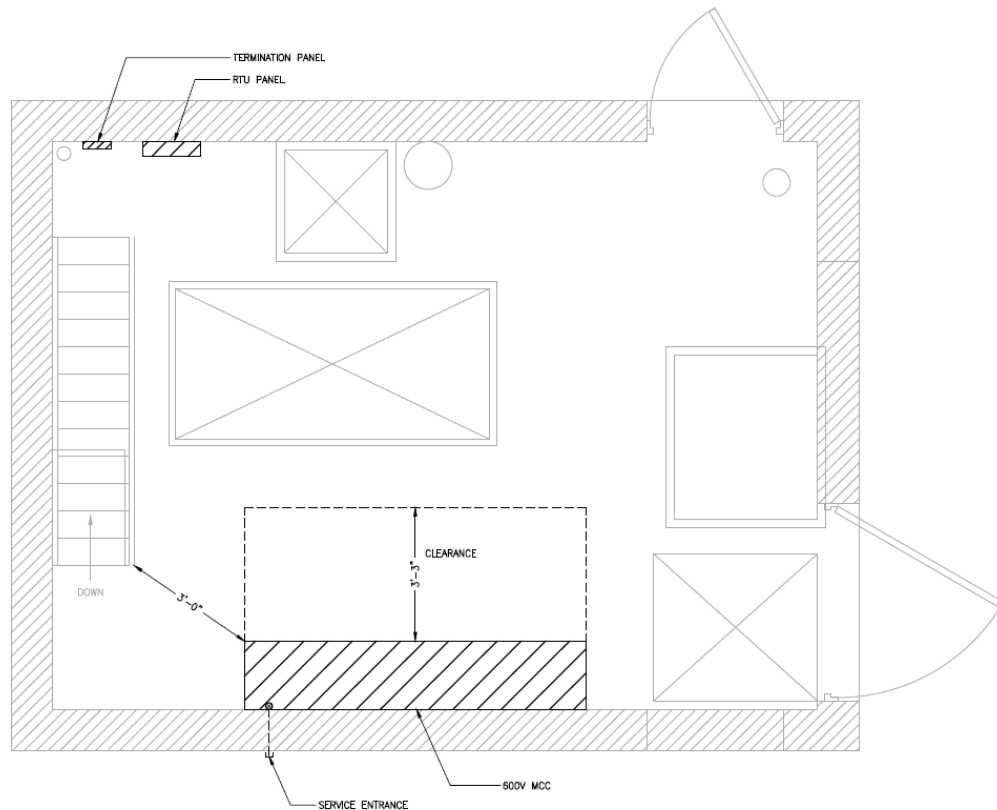 TERMINATION PANEL
RTU PANEL
CLEARANCE
3'-3"
3'-0"
DOWN
600V MCC
SERVICE ENTRANCE